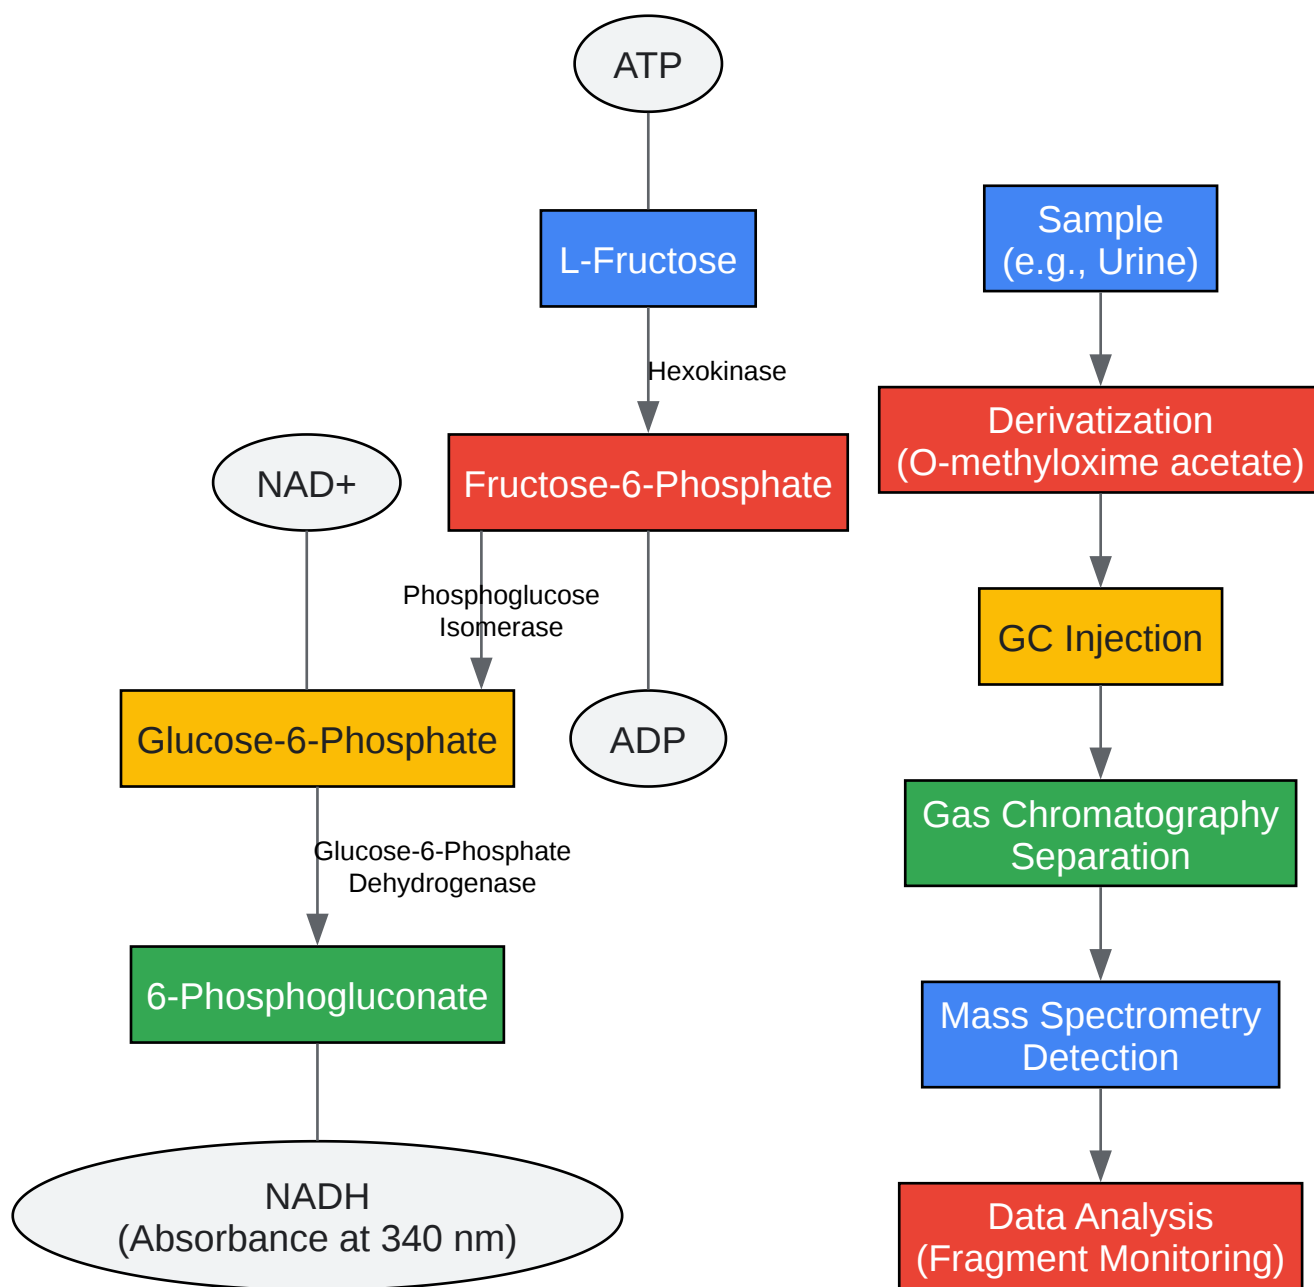 ATP
L-Fructose
Hexokinase
NAD+
Fructose-6-Phosphate
Phosphoglucose
Isomerase
Glucose-6-Phosphate
ADP
Glucose-6-Phosphate
Dehydrogenase
6-Phosphogluconate
NADH
(Absorbance at 340 nm)
Sample
(e.g., Urine)
Derivatization
(O-methyloxime acetate)
GC Injection
Gas Chromatography
Separation
Mass Spectrometry
Detection
Data Analysis
(Fragment Monitoring)